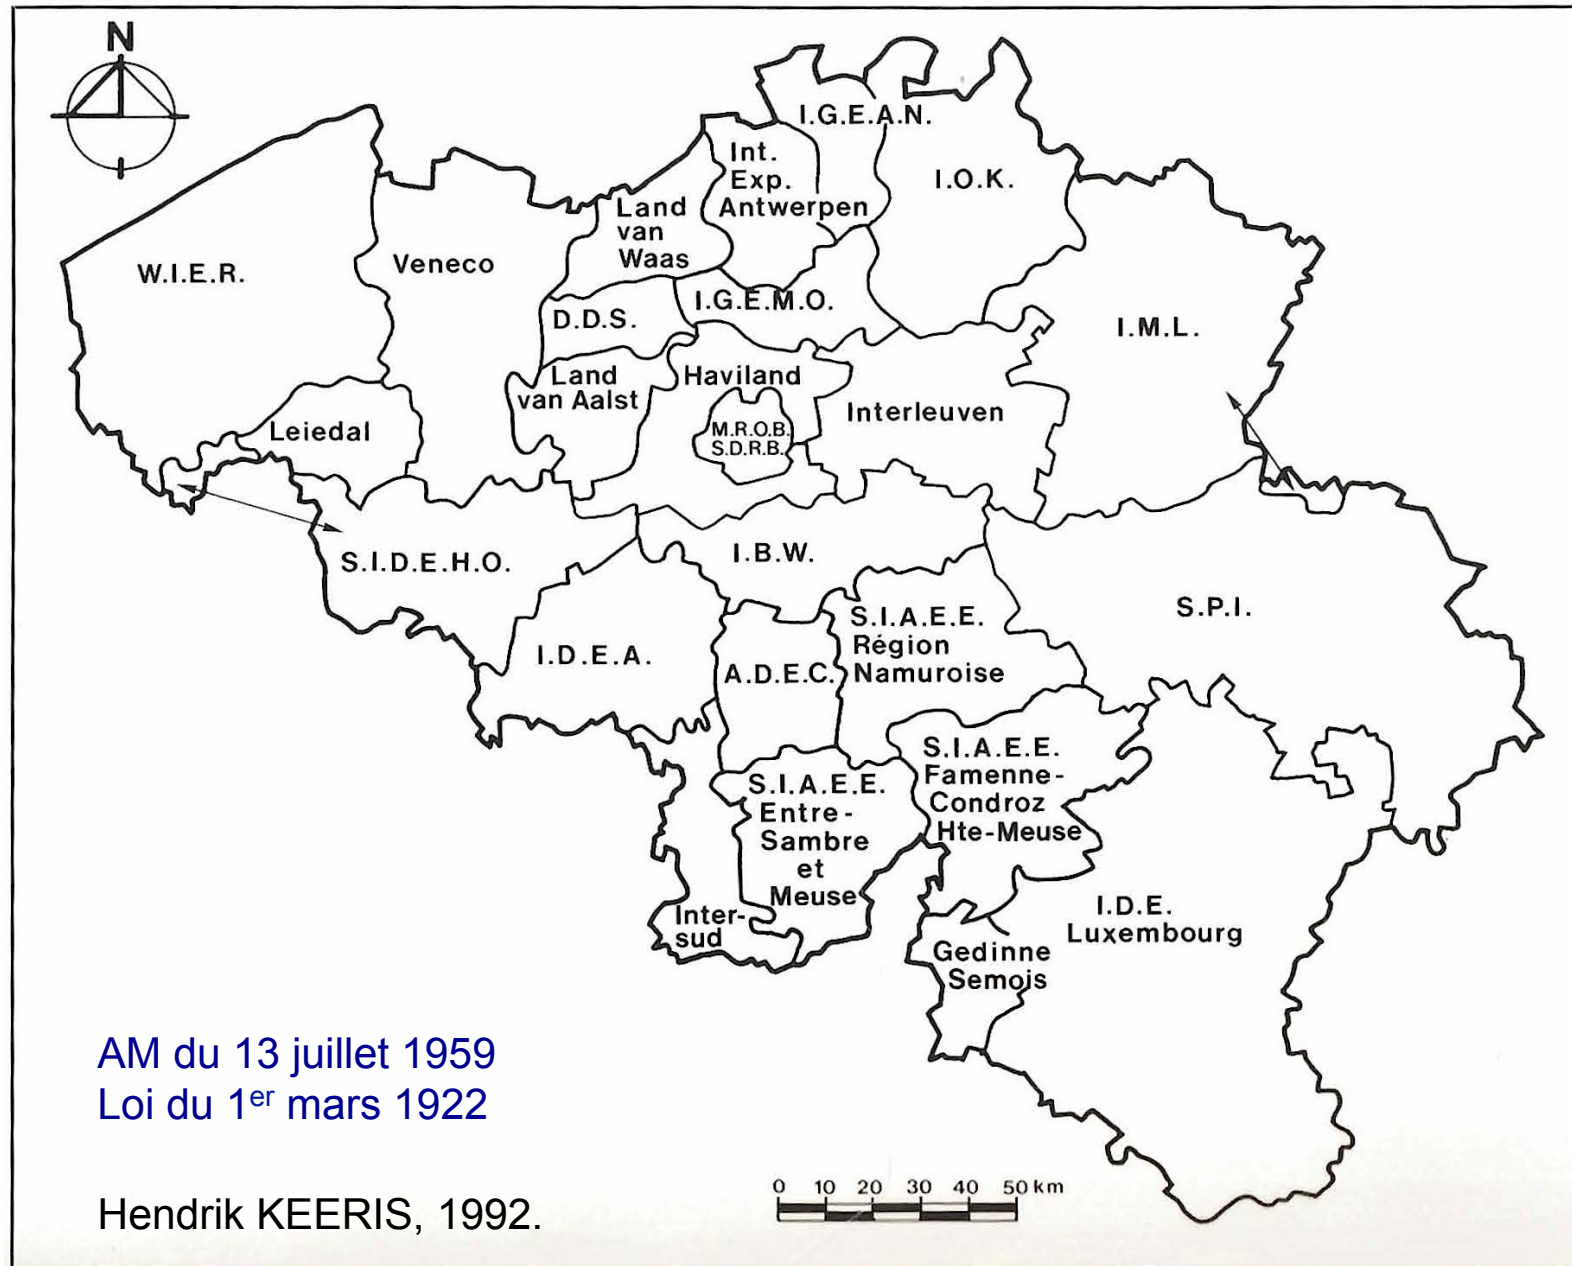 N
I.G.E.A.N.
Int.
Exp.
Antwerpen
I.O.K.
Land
van
Waas
Veneco
W.I.E.R.
I.G.E.M.O.
D.D.S.
I.M.L.
Land
van Aalst
Haviland
Interleuven
Leiedal
M.R.O.B.
S.D.R.B.
S.I.D.E.H.O.
I.B.W.
S.P.I.
S.I.A.E.E.
Région
Namuroise
I.D.E.A.
A.D.E.C.
S.I.A.E.E.
Famenne-
Condroz
Hte-Meuse
S.I.A.E.E.
Entre-
Sambre
et
Meuse
Inter-
sud
I.D.E.
Luxembourg
Gedinne
Semois
AM du 13 juillet 1959
Loi du 1er mars 1922
Hendrik KEERIS, 1992.
0 10 20 30 40 50 km